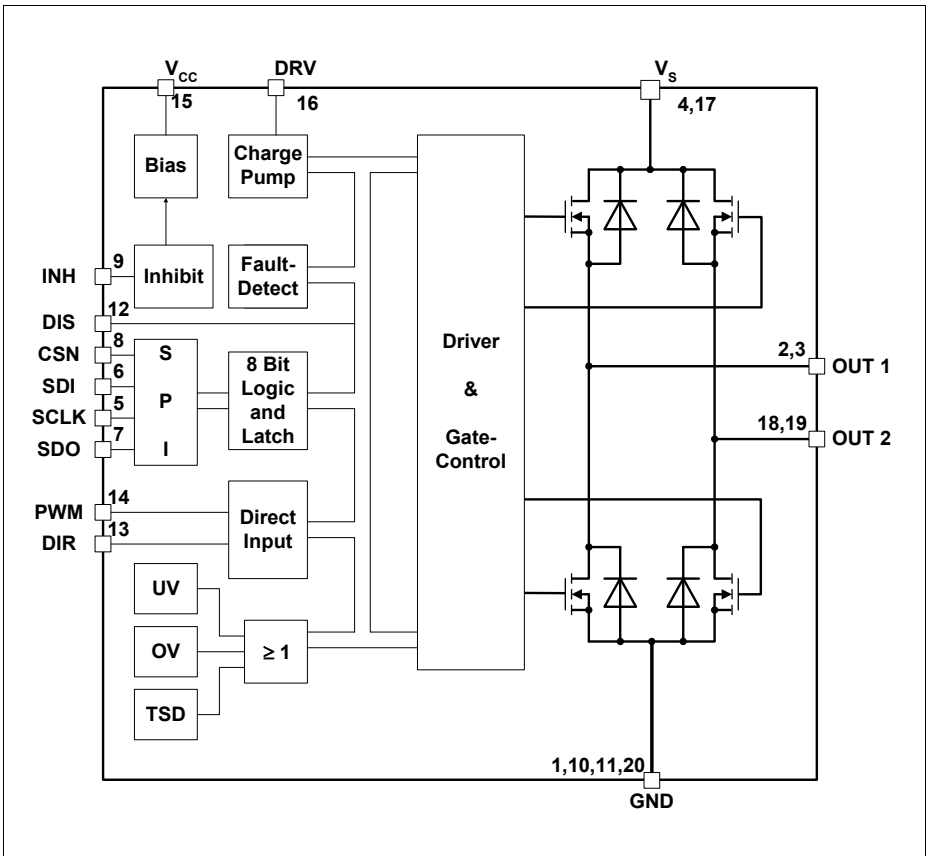 V_CC
DRV
V_S
15
16
4,17
Bias
Charge
Pump
9
INH
Inhibit
Fault-
Detect
12
DIS
8
CSN
6
SDI
5
SCLK
7
SDO
S
P
I
8 Bit
Logic
and
Latch
Driver
&
Gate-
Control
2,3
OUT 1
18,19
OUT 2
14
PWM
13
DIR
Direct
Input
UV
OV
TSD
≥ 1
1,10,11,20
GND